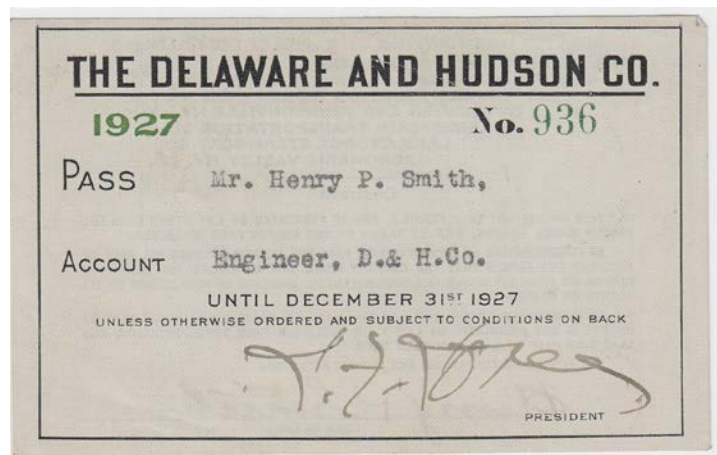 THE DELAWARE AND HUDSON CO.
1927 No. 936
PASS Mr. Henry P. Smith,
ACCOUNT Engineer, D.& H.Co.
UNTIL DECEMBER 31ST 1927
UNLESS OTHERWISE ORDERED AND SUBJECT TO CONDITIONS ON BACK
PRESIDENT